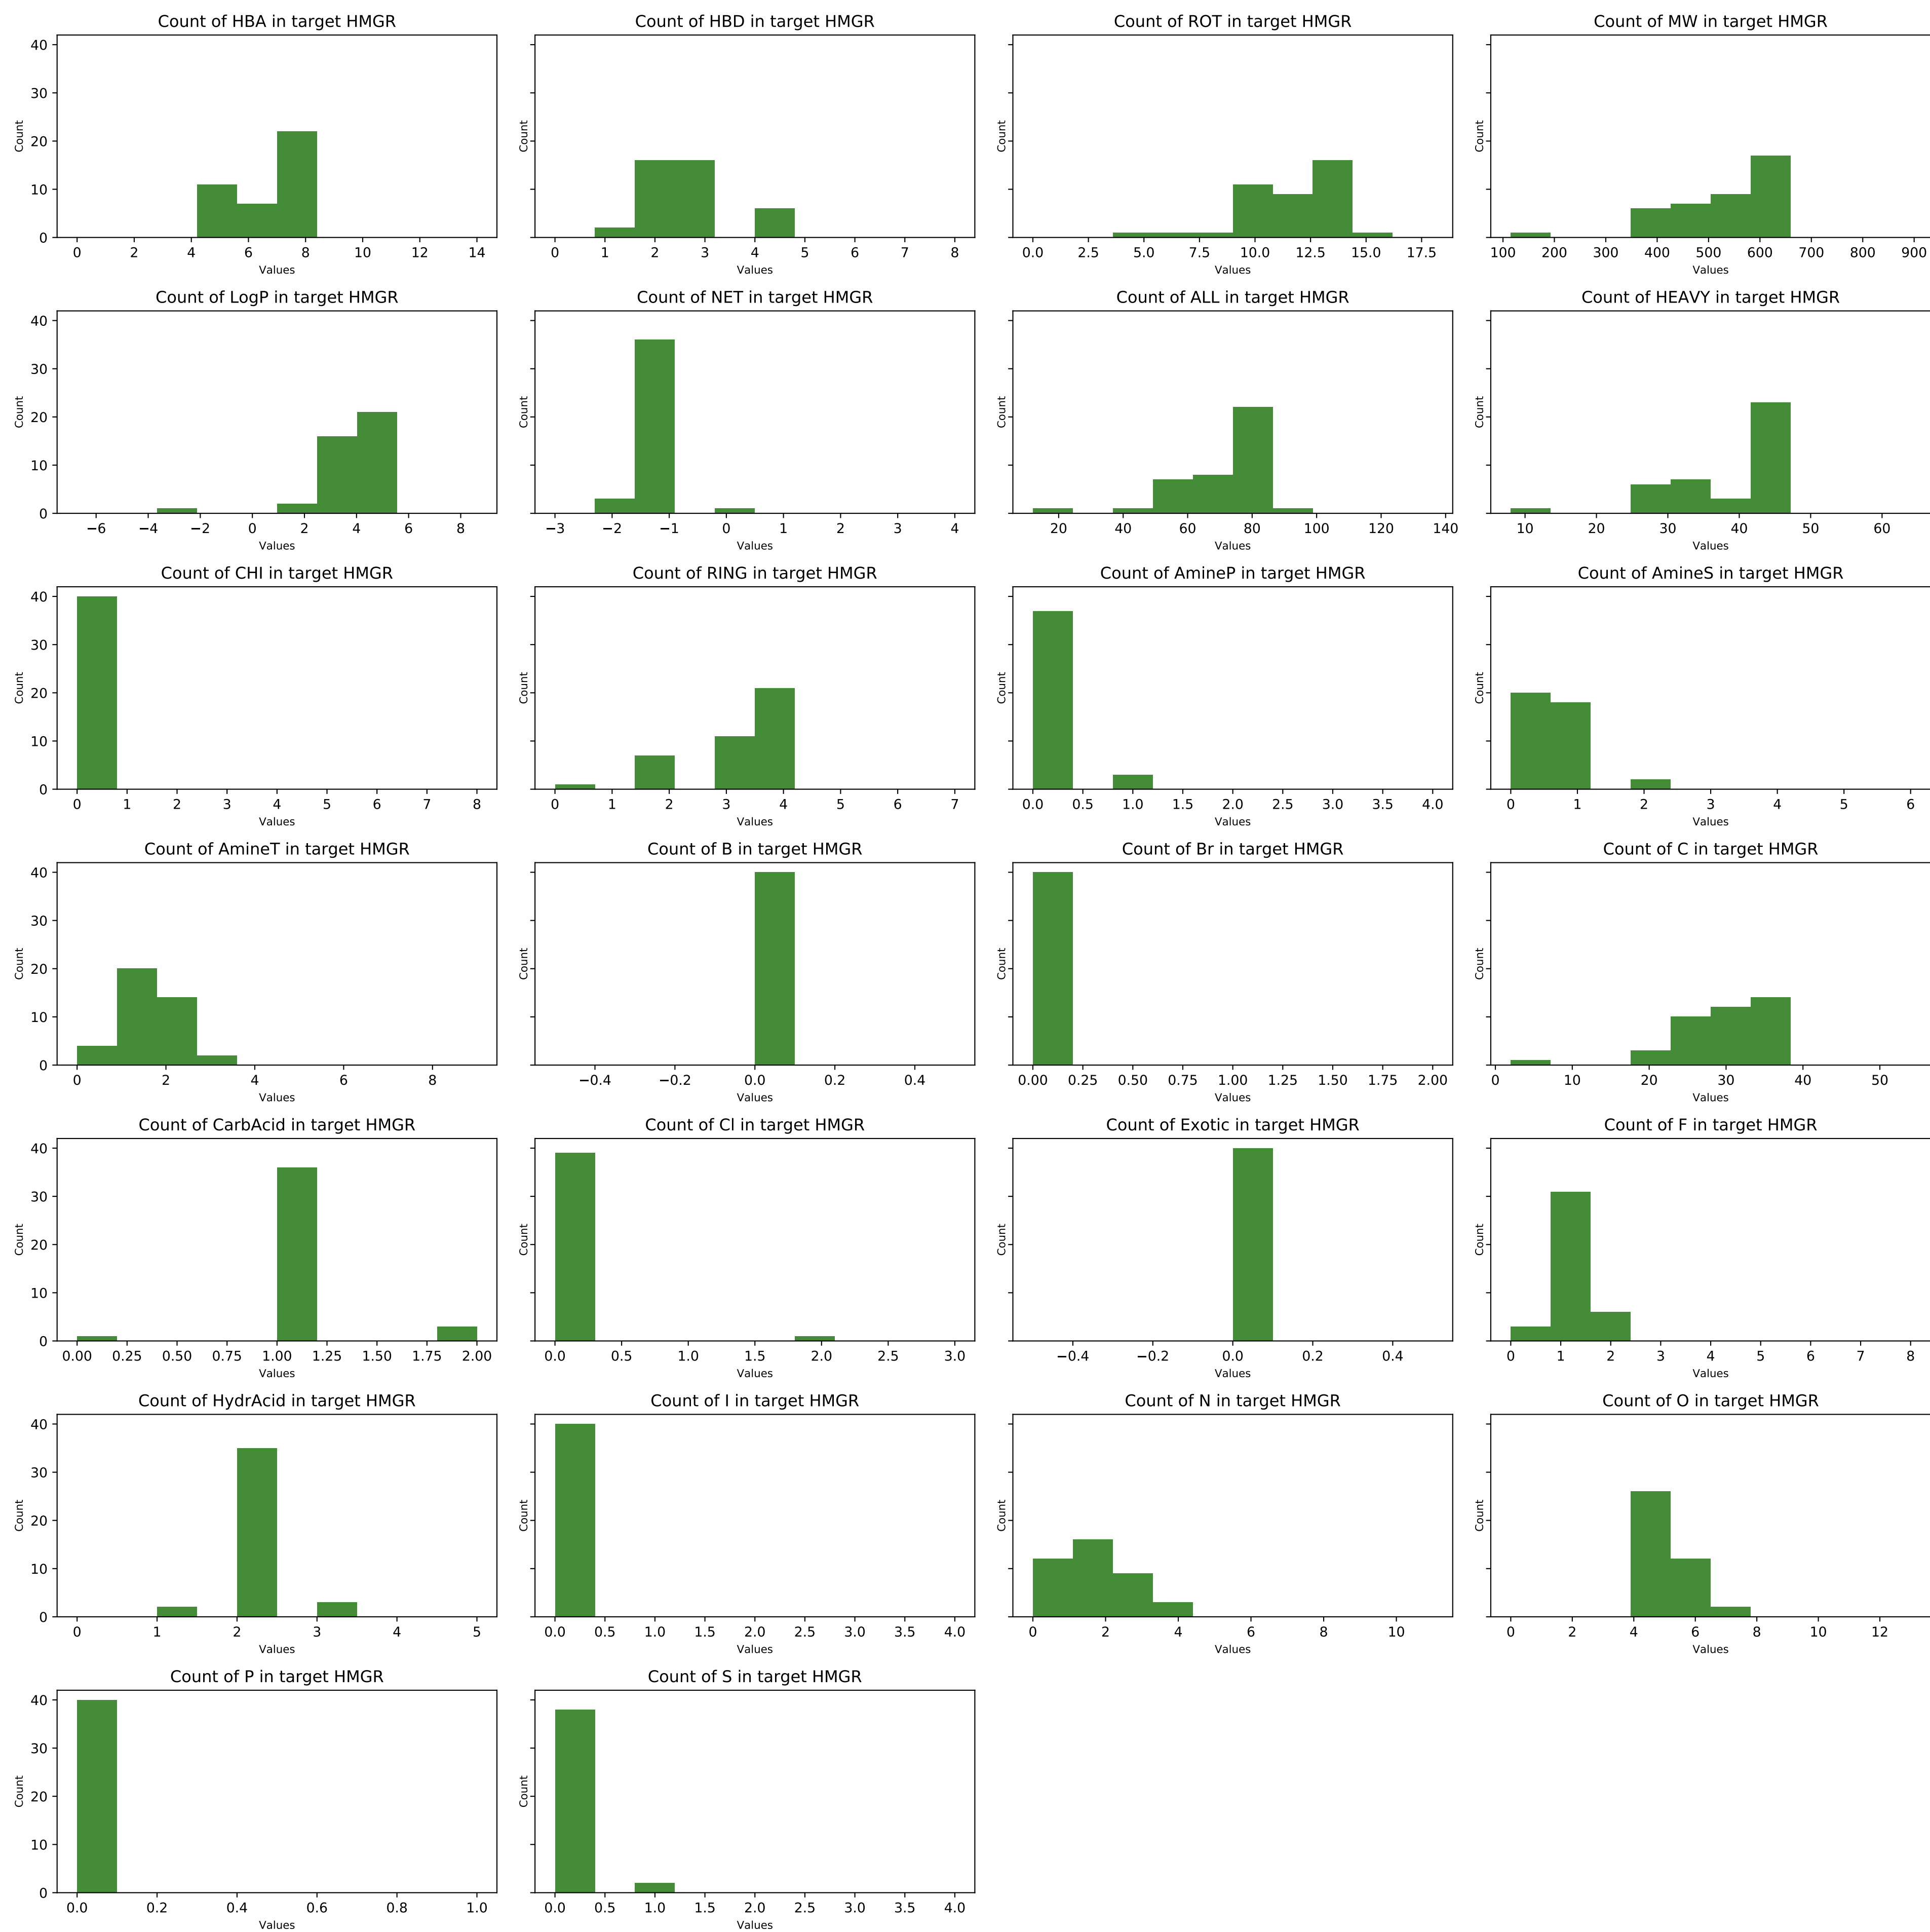 Count of HBA in target HMGR
Count
40
30
20
10
0
0 2 4 6 8 10 12 14
Values
Count of HBD in target HMGR
Count
0 1 2 3 4 5 6 7 8
Values
Count of ROT in target HMGR
Count
0.0 2.5 5.0 7.5 10.0 12.5 15.0 17.5
Values
Count of MW in target HMGR
Count
100 200 300 400 500 600 700 800 900
Values
Count of LogP in target HMGR
Count
40
30
20
10
0
−6 −4 −2 0 2 4 6 8
Values
Count of NET in target HMGR
Count
−3 −2 −1 0 1 2 3 4
Values
Count of ALL in target HMGR
Count
20 40 60 80 100 120 140
Values
Count of HEAVY in target HMGR
Count
10 20 30 40 50 60
Values
Count of CHI in target HMGR
Count
40
30
20
10
0
0 1 2 3 4 5 6 7 8
Values
Count of RING in target HMGR
Count
0 1 2 3 4 5 6 7
Values
Count of AmineP in target HMGR
Count
0.0 0.5 1.0 1.5 2.0 2.5 3.0 3.5 4.0
Values
Count of AmineS in target HMGR
Count
0 1 2 3 4 5 6
Values
Count of AmineT in target HMGR
Count
40
30
20
10
0
0 2 4 6 8
Values
Count of B in target HMGR
Count
−0.4 −0.2 0.0 0.2 0.4
Values
Count of Br in target HMGR
Count
0.00 0.25 0.50 0.75 1.00 1.25 1.50 1.75 2.00
Values
Count of C in target HMGR
Count
0 10 20 30 40 50
Values
Count of CarbAcid in target HMGR
Count
40
30
20
10
0
0.00 0.25 0.50 0.75 1.00 1.25 1.50 1.75 2.00
Values
Count of Cl in target HMGR
Count
0.0 0.5 1.0 1.5 2.0 2.5 3.0
Values
Count of Exotic in target HMGR
Count
−0.4 −0.2 0.0 0.2 0.4
Values
Count of F in target HMGR
Count
0 1 2 3 4 5 6 7 8
Values
Count of HydrAcid in target HMGR
Count
40
30
20
10
0
0 1 2 3 4 5
Values
Count of I in target HMGR
Count
0.0 0.5 1.0 1.5 2.0 2.5 3.0 3.5 4.0
Values
Count of N in target HMGR
Count
0 2 4 6 8 10
Values
Count of O in target HMGR
Count
0 2 4 6 8 10 12
Values
Count of P in target HMGR
Count
40
30
20
10
0
0.0 0.2 0.4 0.6 0.8 1.0
Values
Count of S in target HMGR
Count
0.0 0.5 1.0 1.5 2.0 2.5 3.0 3.5 4.0
Values